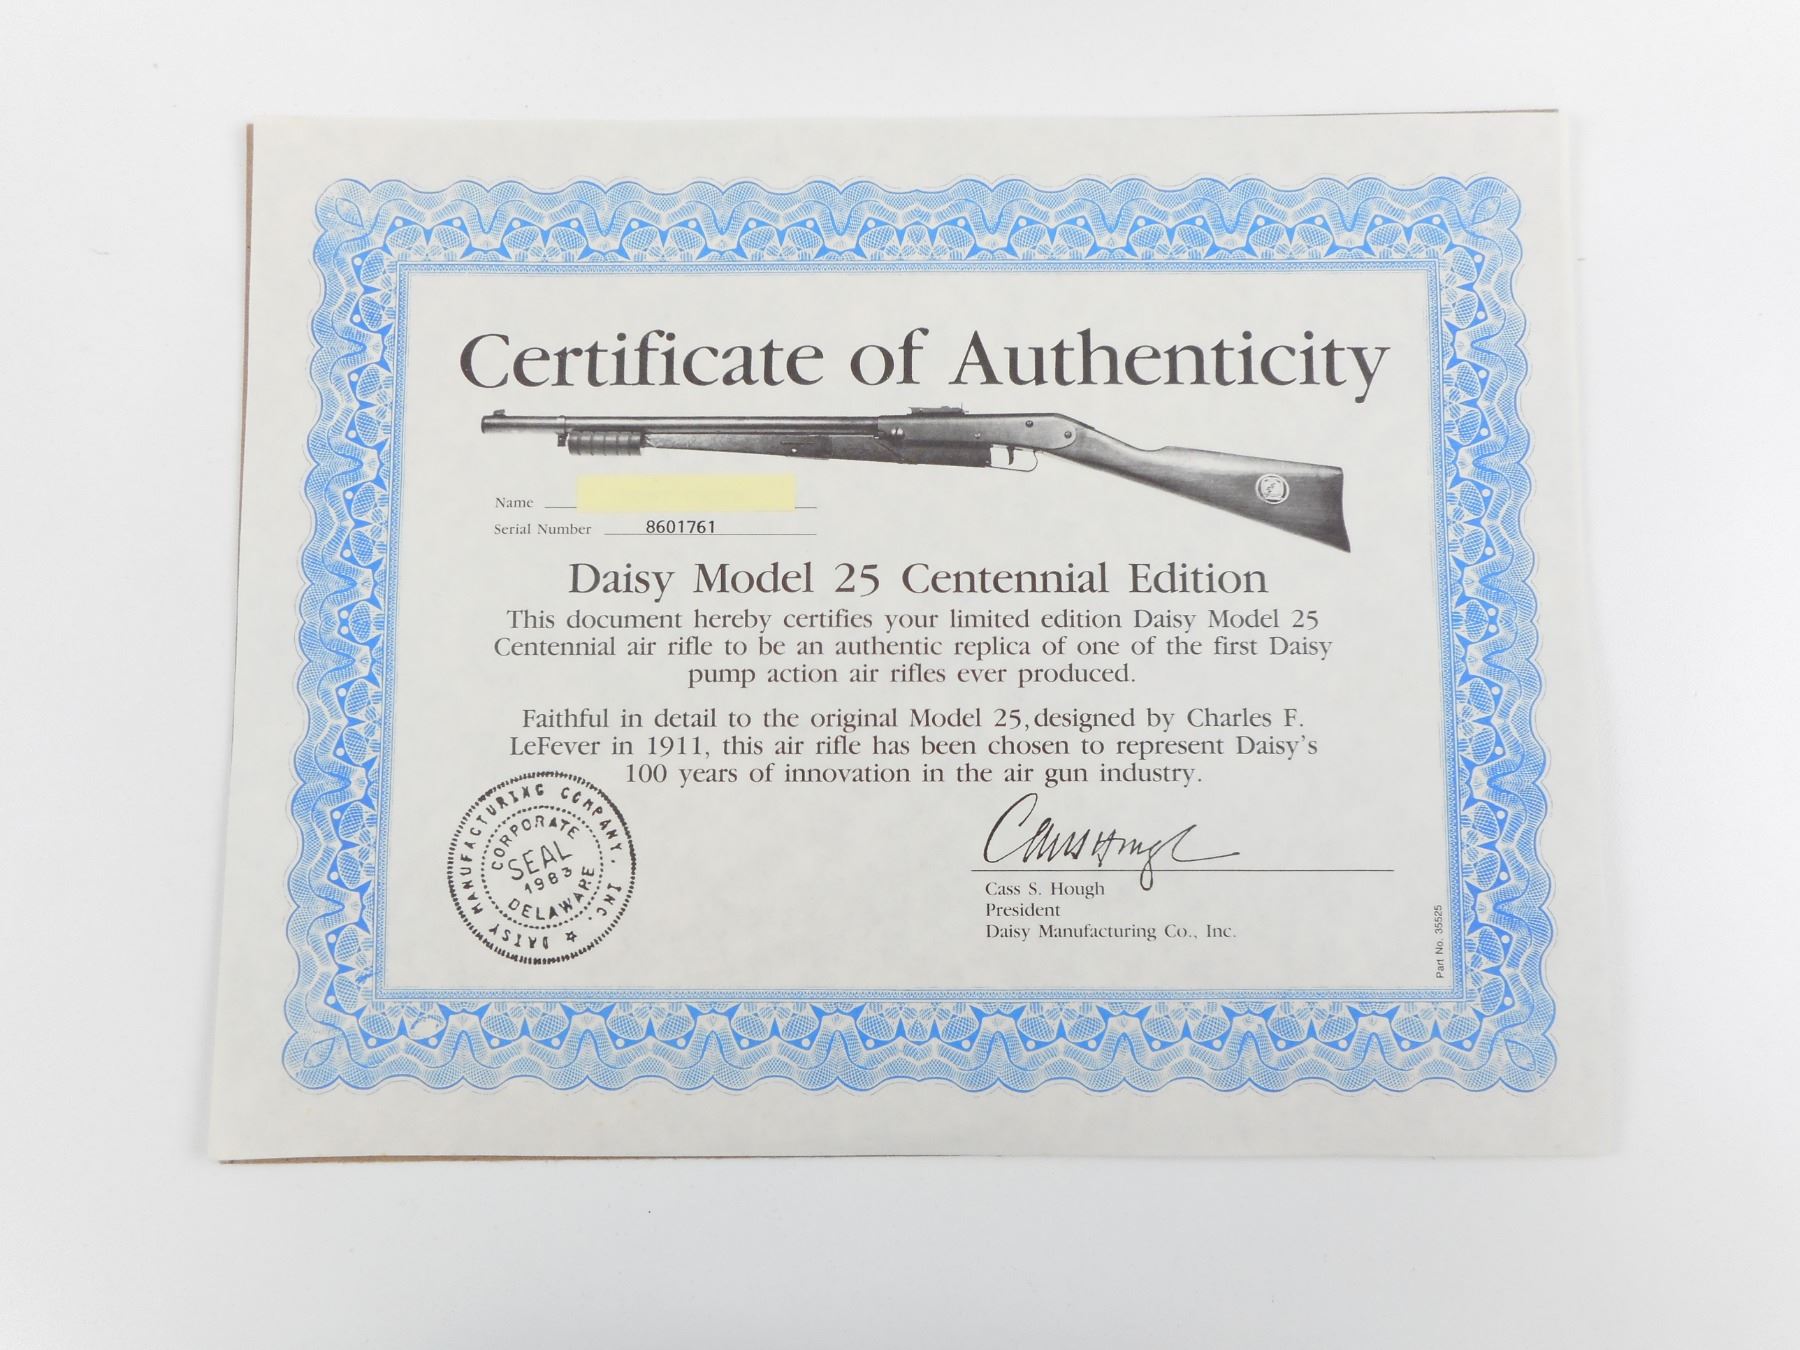 Certificate of Authenticity
Name
Serial Number 8601761
Daisy Model 25 Centennial Edition
This document hereby certifies your limited edition Daisy Model 25
Centennial air rifle to be an authentic replica of one of the first Daisy
pump action air rifles ever produced.
Faithful in detail to the original Model 25, designed by Charles F.
LeFever in 1911, this air rifle has been chosen to represent Daisy's
100 years of innovation in the air gun industry.
DAISY MANUFACTURING COMPANY, INC.
CORPORATE
SEAL
1983
DELAWARE
Cass S. Hough
Cass S. Hough
President
Daisy Manufacturing Co., Inc.
Part No. 35525